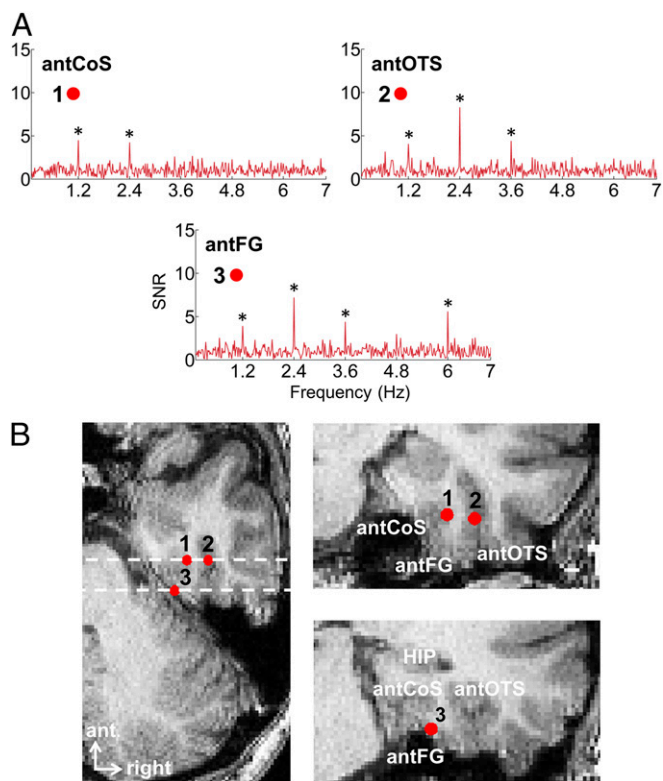 A
15
10
5
0
antCoS
1
*
*
1.2 2.4 3.6 4.8 6 7
15
10
5
0
antOTS
2
*
*
*
1.2 2.4 3.6 4.8 6 7
15
10
5
0
SNR
antFG
3
*
*
*
*
1.2 2.4 3.6 4.8 6 7
Frequency (Hz)
B
1 2
3
ant.
right
1 2
antCoS
antFG antOTS
HIP
antCoS antOTS
3
antFG